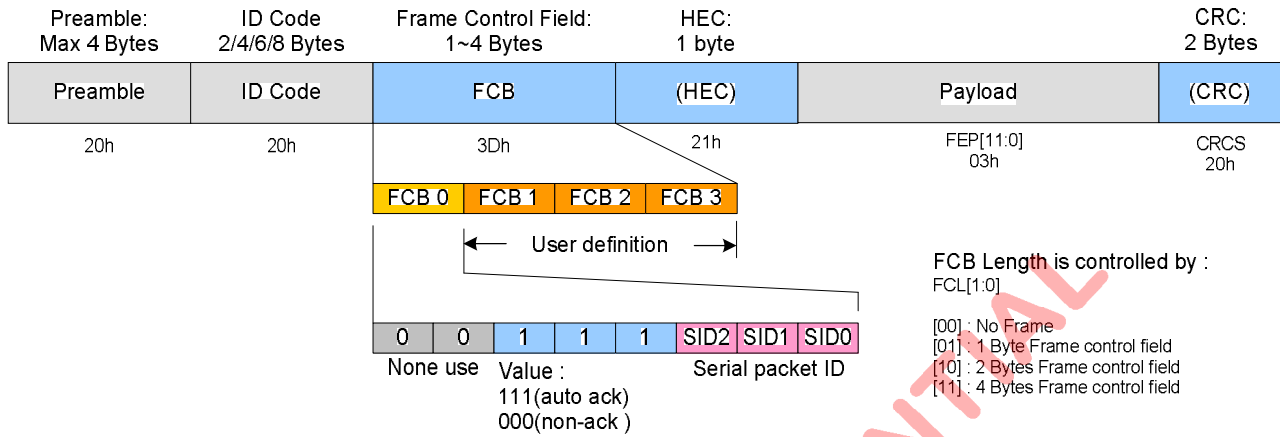 Preamble:
Max 4 Bytes
ID Code
2/4/6/8 Bytes
Frame Control Field:
1~4 Bytes
HEC:
1 byte
CRC:
2 Bytes
Preamble
ID Code
FCB
(HEC)
Payload
(CRC)
20h
20h
3Dh
21h
FEP[11:0]
03h
CRCS
20h
FCB 0
FCB 1
FCB 2
FCB 3
User definition
FCB Length is controlled by :
FCL[1:0]
[00] : No Frame
[01] : 1 Byte Frame control field
[10] : 2 Bytes Frame control field
[11] : 4 Bytes Frame control field
0 0 1 1 1 SID2 SID1 SID0
None use
Value :
111(auto ack)
000(non-ack )
Serial packet ID
NTIAL